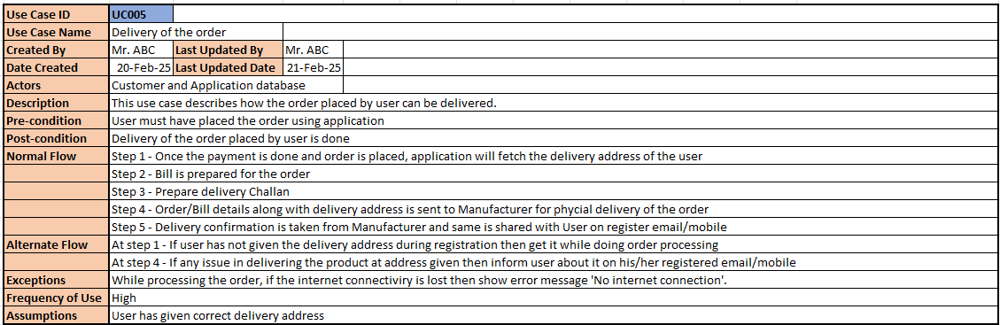 Use Case ID UC005
Use Case Name Delivery of the order
Created By Mr. ABC Last Updated By Mr. ABC
Date Created 20-Feb-25 Last Updated Date 21-Feb-25
Actors Customer and Application database
Description This use case describes how the order placed by user can be delivered.
Pre-condition User must have placed the order using application
Post-condition Delivery of the order placed by user is done
Normal Flow Step 1 - Once the payment is done and order is placed, application will fetch the delivery address of the user
Step 2 - Bill is prepared for the order
Step 3 - Prepare delivery Challan
Step 4 - Order/Bill details along with delivery address is sent to Manufacturer for phycial delivery of the order
Step 5 - Delivery confirmation is taken from Manufacturer and same is shared with User on register email/mobile
Alternate Flow At step 1 - If user has not given the delivery address during registration then get it while doing order processing
At step 4 - If any issue in delivering the product at address given then inform user about it on his/her registered email/mobile
Exceptions While processing the order, if the internet connectiviry is lost then show error message 'No internet connection'.
Frequency of Use High
Assumptions User has given correct delivery address